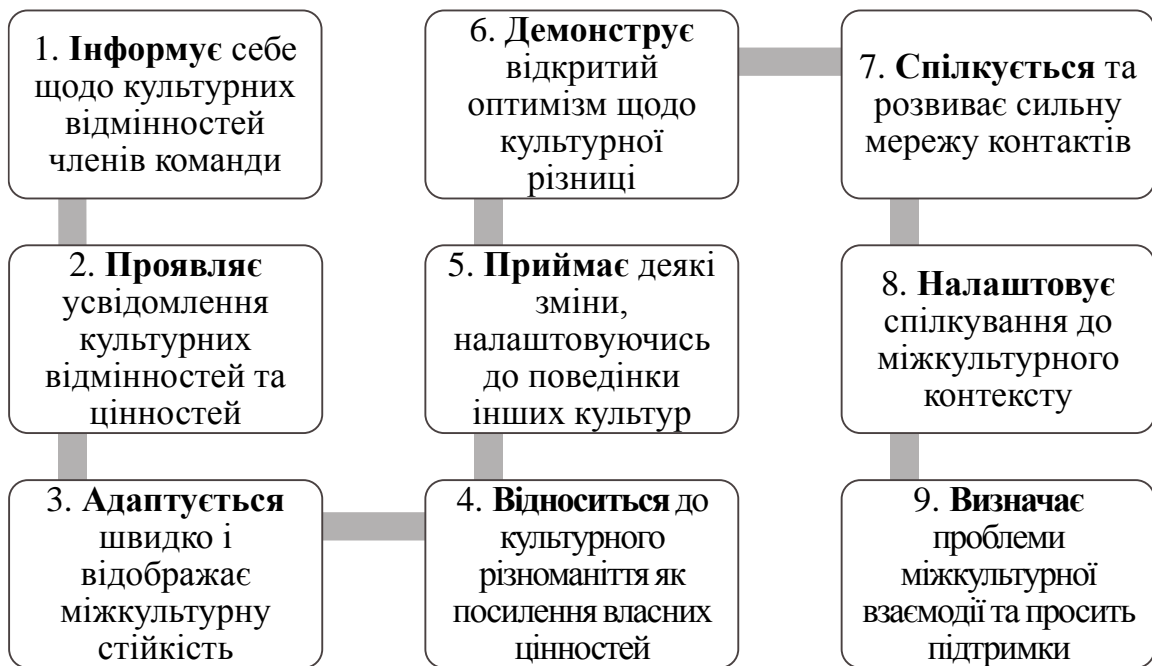 1. Інформує себе
щодо культурних
відмінностей
членів команди
2. Проявляє
усвідомлення
культурних
відмінностей та
цінностей
3. Адаптується
швидко і
відображає
міжкультурну
стійкість
4. Відноситься до
культурного
різноманіття як
посилення власних
цінностей
5. Приймає деякі
зміни,
налаштовуючись
до поведінки
інших культур
6. Демонструє
відкритий
оптимізм щодо
культурної
різниці
7. Спілкується та
розвиває сильну
мережу контактів
8. Налаштовує
спілкування до
міжкультурного
контексту
9. Визначає
проблеми
міжкультурної
взаємодії та просить
підтримки